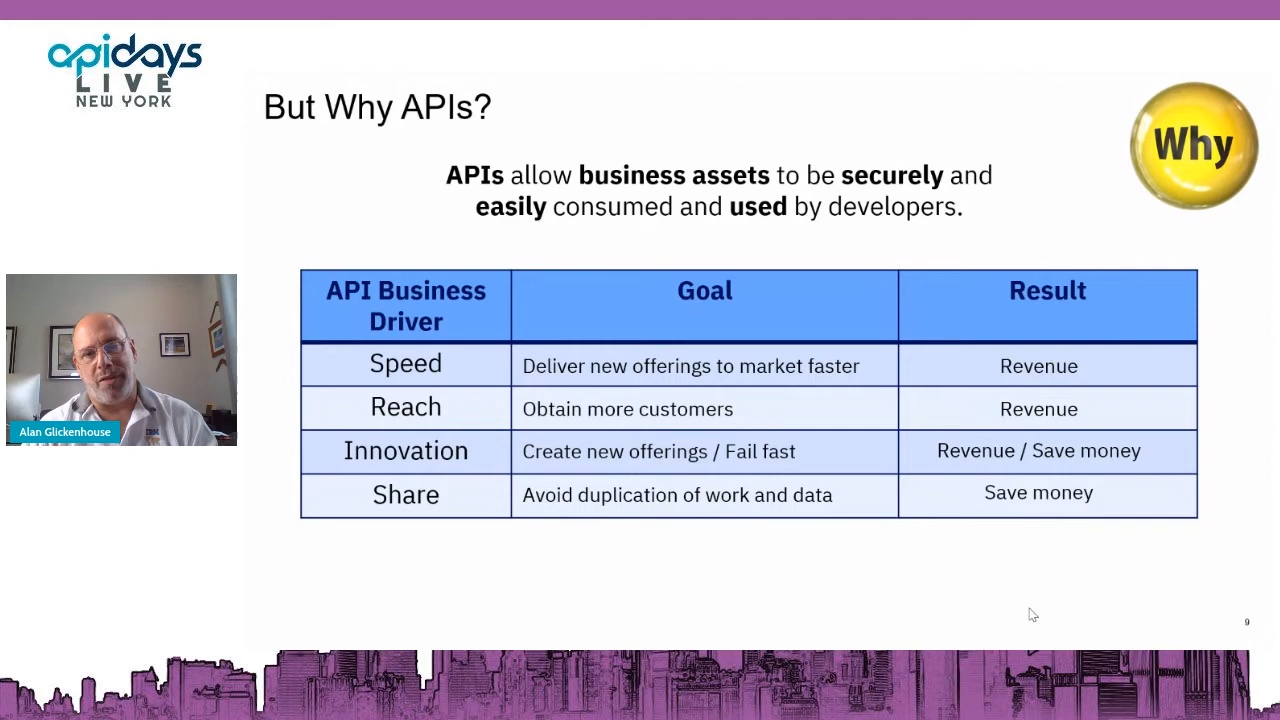 apidays
LIVE
NEW YORK
But Why APIs?
Why
APIs allow business assets to be securely and
easily consumed and used by developers.
API Business
Driver
Goal
Result
Speed
Deliver new offerings to market faster
Revenue
Reach
Obtain more customers
Revenue
Innovation
Create new offerings / Fail fast
Revenue / Save money
Share
Avoid duplication of work and data
Save money
IBM
Alan Glickenhouse
9